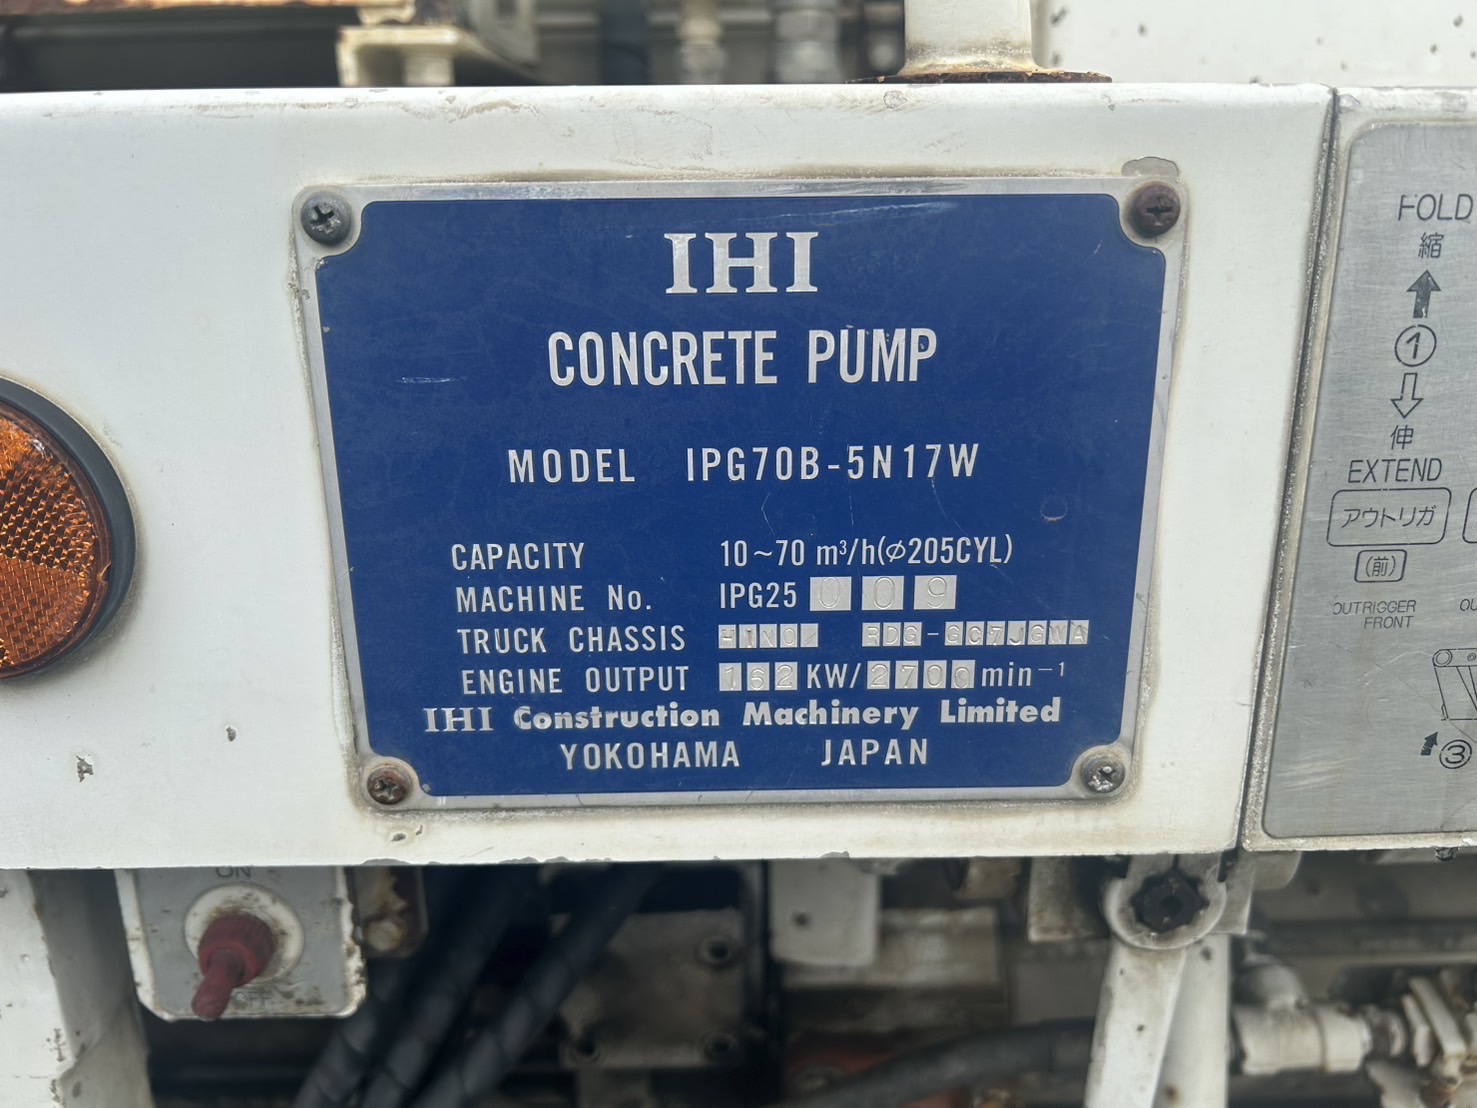 IHI
CONCRETE PUMP
MODEL IPG70B-5N17W
CAPACITY 10~70 m³/h(φ205CYL)
MACHINE No. IPG25 009
TRUCK CHASSIS HINO/ RDG-GC7JGWA
ENGINE OUTPUT 162 KW/2700 min⁻¹
IHI Construction Machinery Limited
YOKOHAMA JAPAN
FOLD
縮
①
伸
EXTEND
アウトリガ
(前)
OUTRIGGER
FRONT
③
ON
OFF